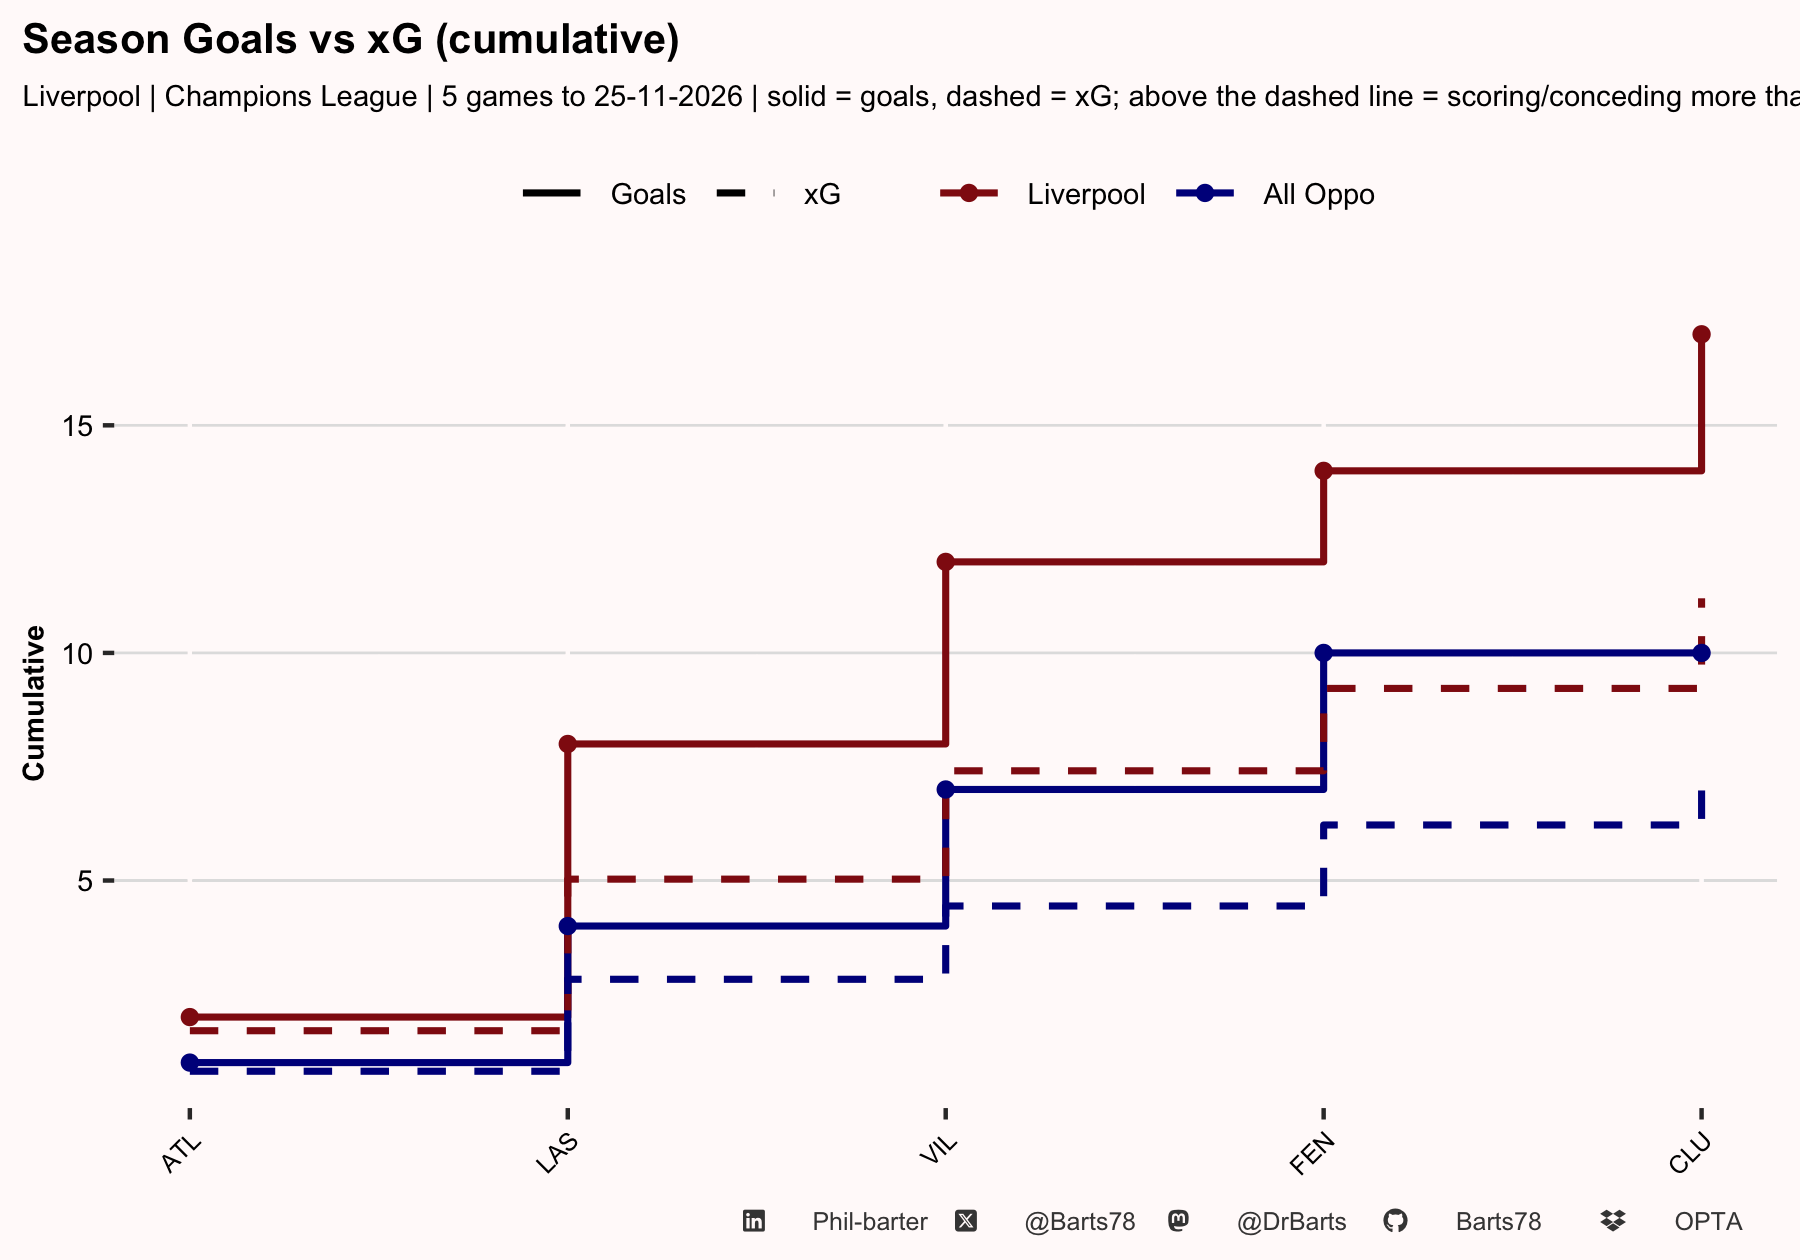 Season Goals vs xG (cumulative)
Liverpool | Champions League | 5 games to 25-11-2026 | solid = goals, dashed = xG; above the dashed line = scoring/conceding more tha
Goals xG Liverpool All Oppo
Cumulative
15
10
5
ATL LAS VIL FEN CLU
Phil-barter @Barts78 @DrBarts Barts78 OPTA